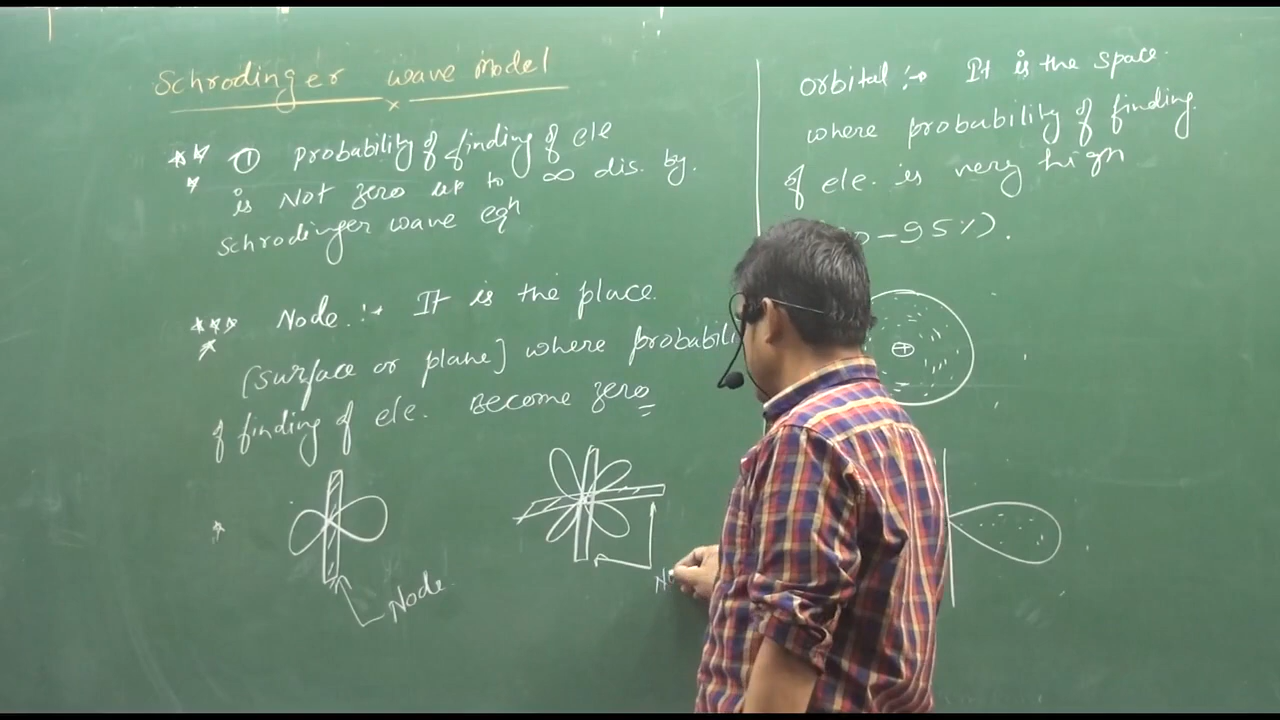 Schrodinger wave model
① Probability of finding of ele
is Not zero up to ∞ dis. by.
Schrodinger wave eqn
Node :→ It is the place
(surface or plane) where
of finding of ele. Become zero
Node
orbital :→ It is the space
where probability of finding
of ele. is very high
-95%).
+